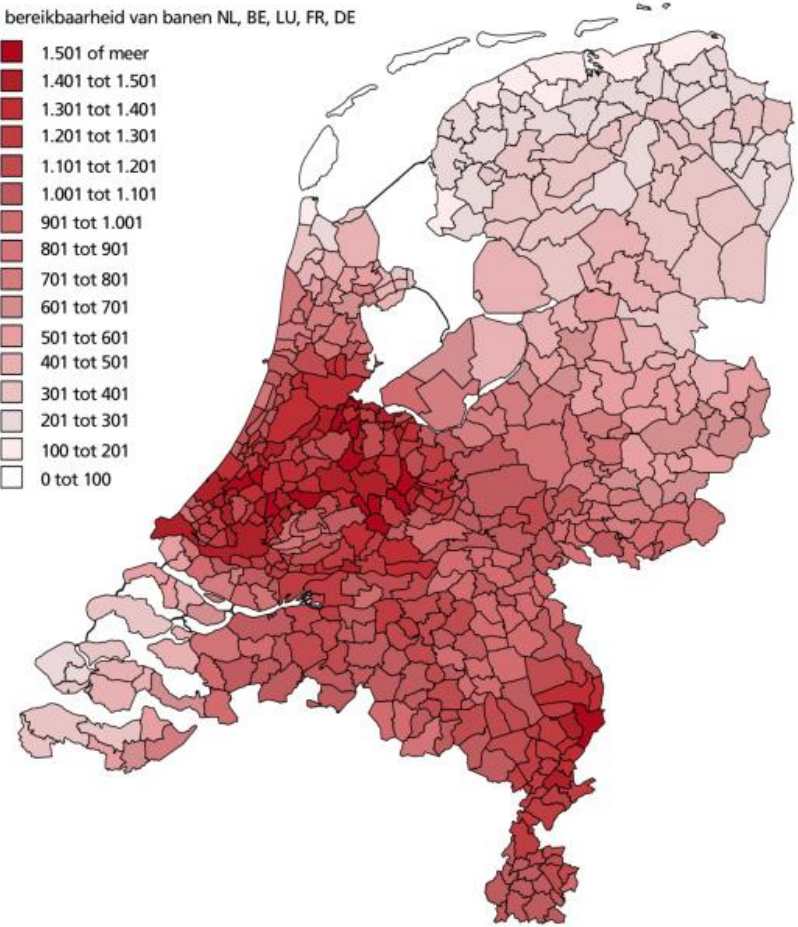 bereikbaarheid van banen NL, BE, LU, FR, DE
1.501 of meer
1.401 tot 1.501
1.301 tot 1.401
1.201 tot 1.301
1.101 tot 1.201
1.001 tot 1.101
901 tot 1.001
801 tot 901
701 tot 801
601 tot 701
501 tot 601
401 tot 501
301 tot 401
201 tot 301
100 tot 201
0 tot 100